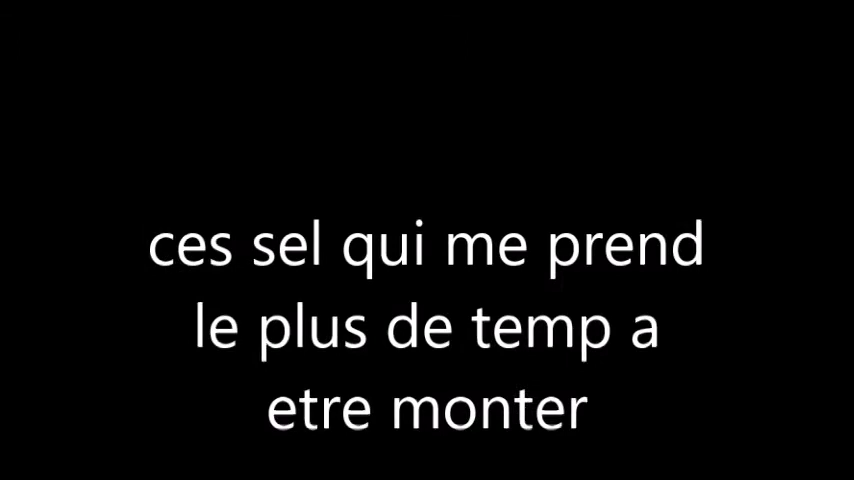 ces sel qui me prend
le plus de temp a
etre monter